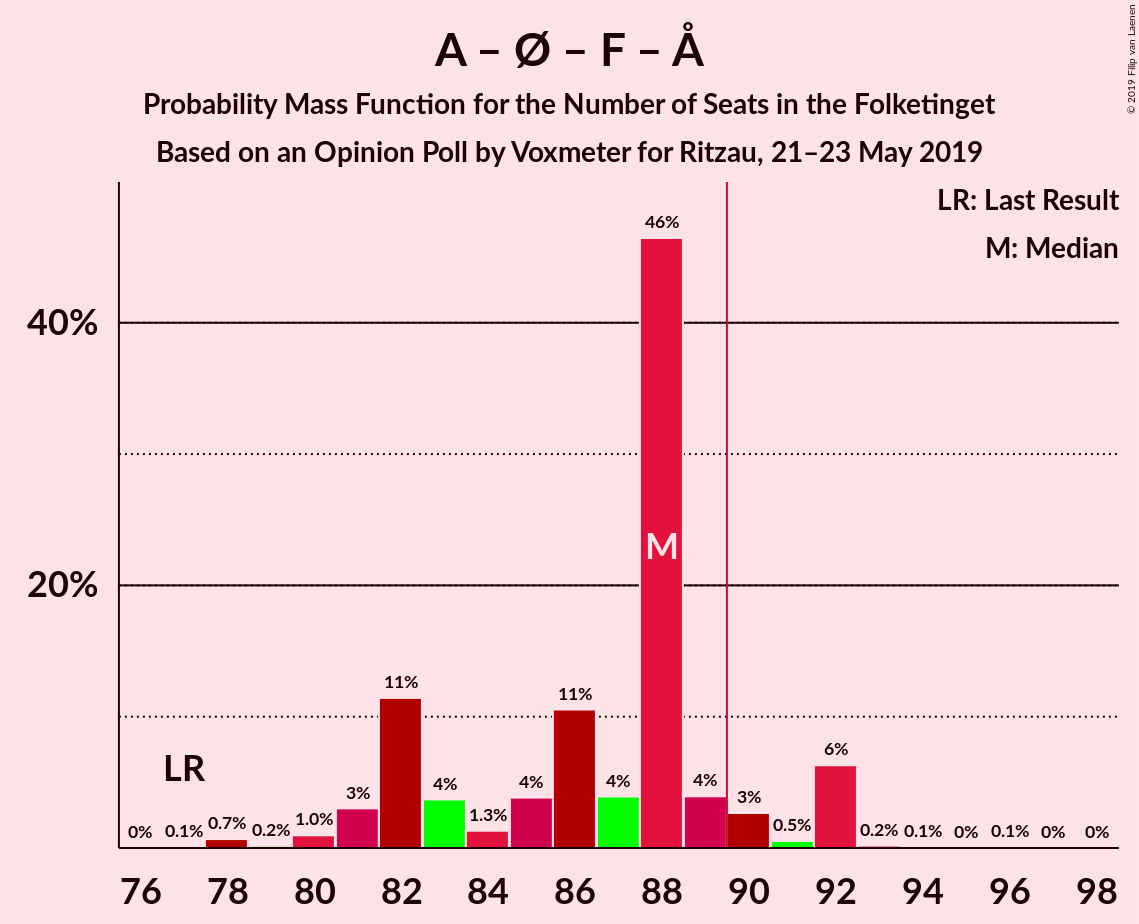 A – Ø – F – Å
Probability Mass Function for the Number of Seats in the Folketinget
Based on an Opinion Poll by Voxmeter for Ritzau, 21–23 May 2019
© 2019 Filip van Laenen
LR: Last Result
M: Median
40%
20%
0%
0.1%
0.7%
0.2%
1.0%
3%
11%
4%
1.3%
4%
11%
4%
46%
4%
3%
0.5%
6%
0.2%
0.1%
0%
0.1%
0%
0%
LR
M
76 78 80 82 84 86 88 90 92 94 96 98